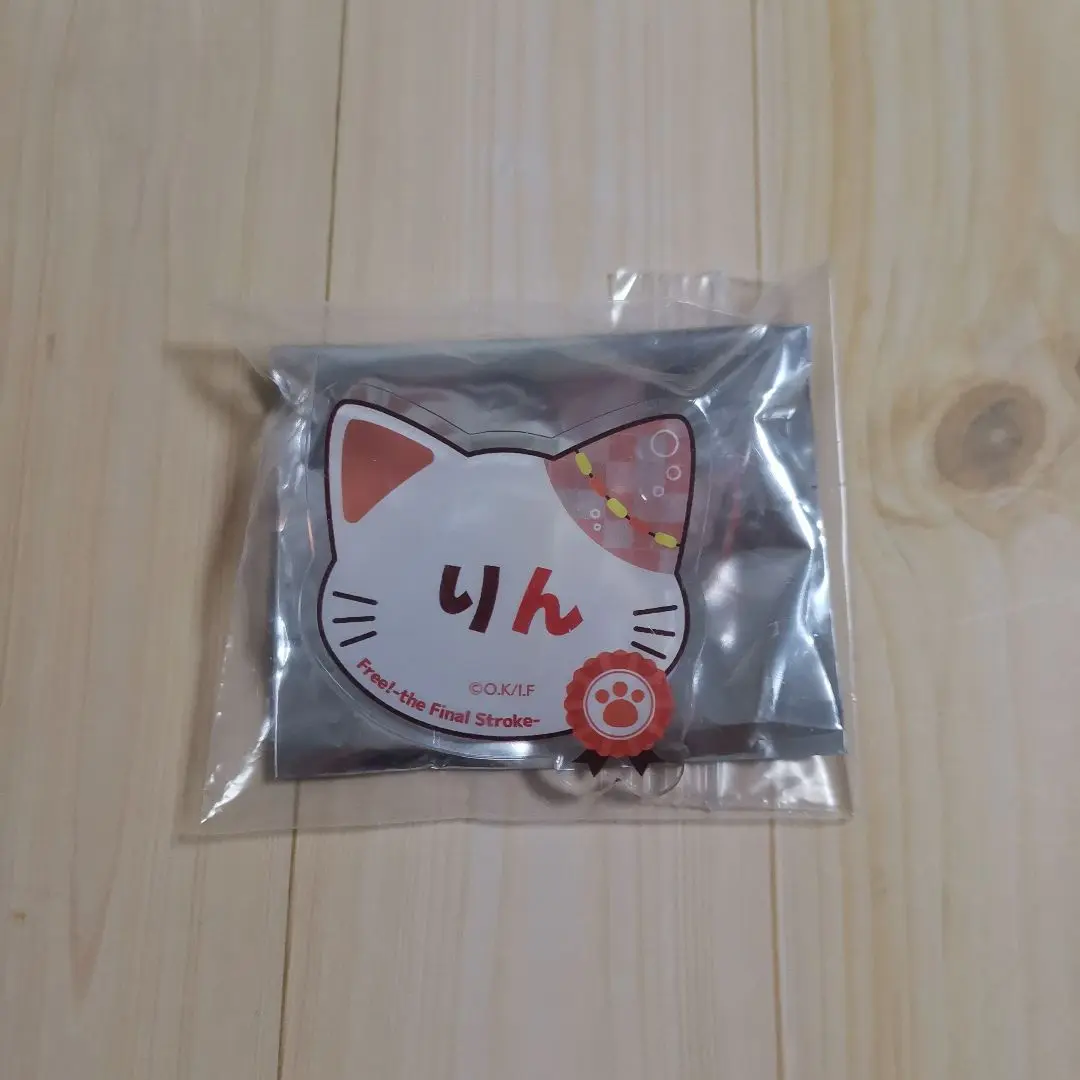 りん
©O.K/I.F
Free!-the Final Stroke-